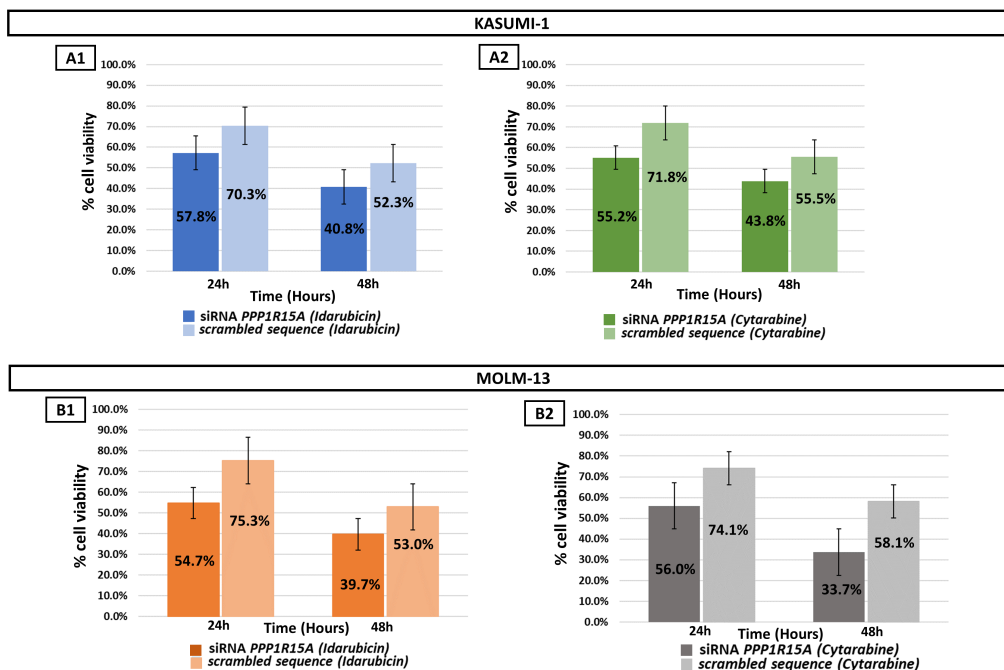 KASUMI-1
A1
% cell viability
100.0%
90.0%
80.0%
70.0%
60.0%
50.0%
40.0%
30.0%
20.0%
10.0%
0.0%
57.8%
70.3%
40.8%
52.3%
24h
48h
Time (Hours)
siRNA PPP1R15A (Idarubicin)
scrambled sequence (Idarubicin)
A2
% cell viability
100.0%
90.0%
80.0%
70.0%
60.0%
50.0%
40.0%
30.0%
20.0%
10.0%
0.0%
55.2%
71.8%
43.8%
55.5%
24h
48h
Time (Hours)
siRNA PPP1R15A (Cytarabine)
scrambled sequence (Cytarabine)
MOLM-13
B1
% cell viability
100.0%
90.0%
80.0%
70.0%
60.0%
50.0%
40.0%
30.0%
20.0%
10.0%
0.0%
54.7%
75.3%
39.7%
53.0%
24h
48h
Time (Hours)
siRNA PPP1R15A (Idarubicin)
scrambled sequence (Idarubicin)
B2
% cell viability
100.0%
90.0%
80.0%
70.0%
60.0%
50.0%
40.0%
30.0%
20.0%
10.0%
0.0%
56.0%
74.1%
33.7%
58.1%
24h
48h
Time (Hours)
siRNA PPP1R15A (Cytarabine)
scrambled sequence (Cytarabine)